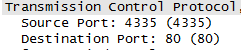 Transmission Control Protocol,
Source Port: 4335 (4335)
Destination Port: 80 (80)